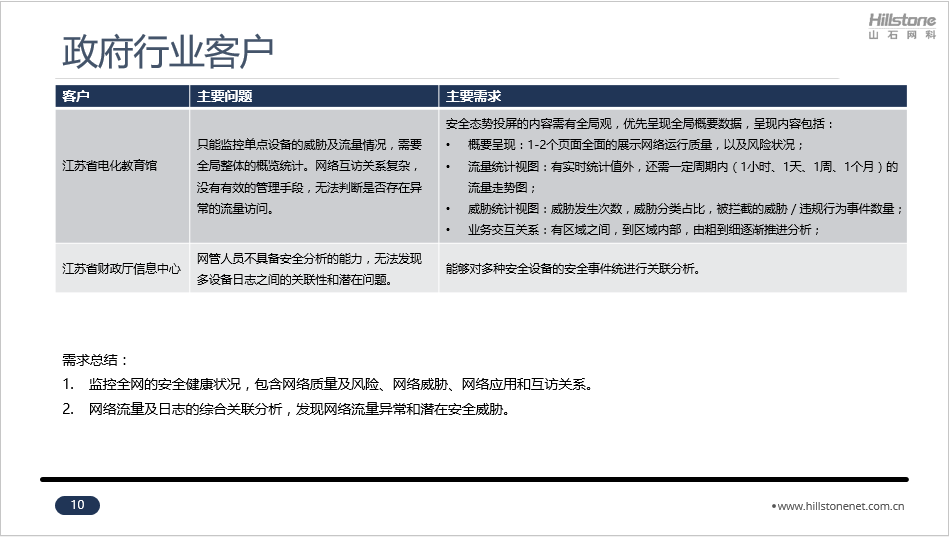 Hillstone
山石网科
政府行业客户
客户
主要问题
主要需求
江苏省电化教育馆
只能监控单点设备的威胁及流量情况，需要
全局整体的概览统计。网络互访关系复杂，
没有有效的管理手段，无法判断是否存在异
常的流量访问。
安全态势投屏的内容需有全局观，优先呈现全局概要数据，呈现内容包括：
• 概要呈现：1-2个页面全面的展示网络运行质量，以及风险状况；
• 流量统计视图：有实时统计值外，还需一定周期内（1小时、1天、1周、1个月）的
流量走势图；
• 威胁统计视图：威胁发生次数，威胁分类占比，被拦截的威胁／违规行为事件数量；
• 业务交互关系：有区域之间，到区域内部，由粗到细逐渐推进分析；
江苏省财政厅信息中心
网管人员不具备安全分析的能力，无法发现
多设备日志之间的关联性和潜在问题。
能够对多种安全设备的安全事件统进行关联分析。
需求总结：
1. 监控全网的安全健康状况，包含网络质量及风险、网络威胁、网络应用和互访关系。
2. 网络流量及日志的综合关联分析，发现网络流量异常和潜在安全威胁。
10
•www.hillstonenet.com.cn